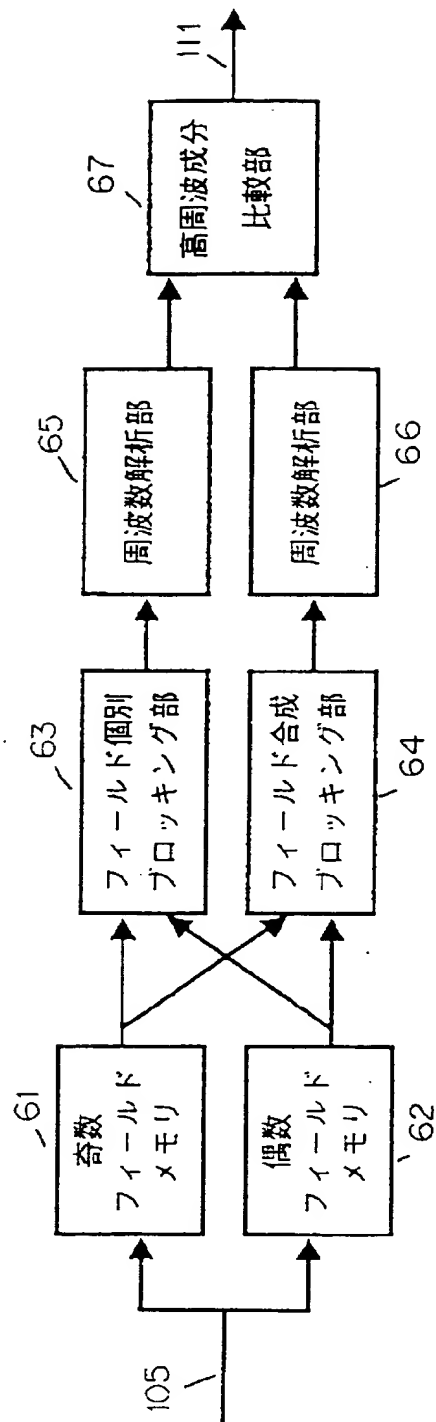 105
61
奇数
フィールド
メモリ
偶数
フィールド
メモリ
62
63
フィールド個別
ブロッキング部
フィールド合成
ブロッキング部
64
65
周波数解析部
周波数解析部
66
67
高周波成分
比較部
111